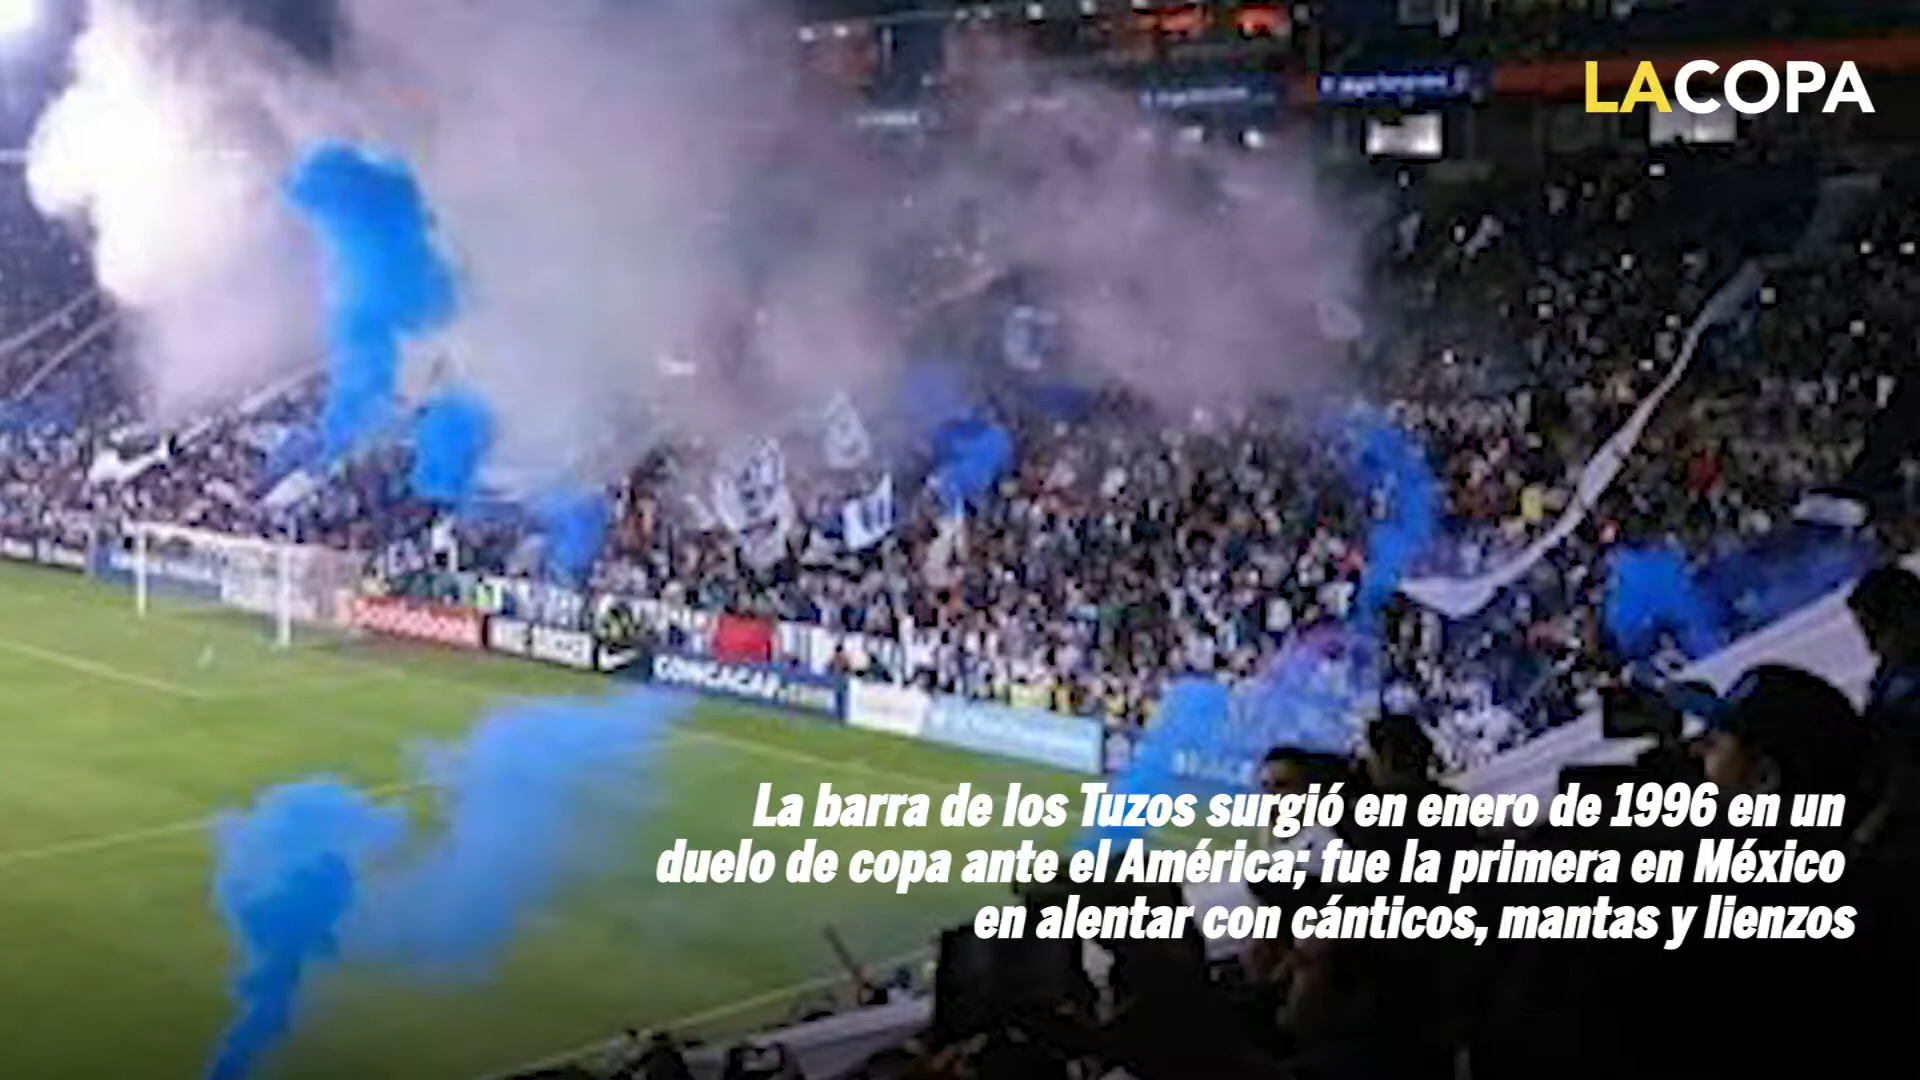 LACOPA
CONCACAF.com
La barra de los Tuzos surgió en enero de 1996 en un
duelo de copa ante el América; fue la primera en México
en alentar con cánticos, mantas y lienzos